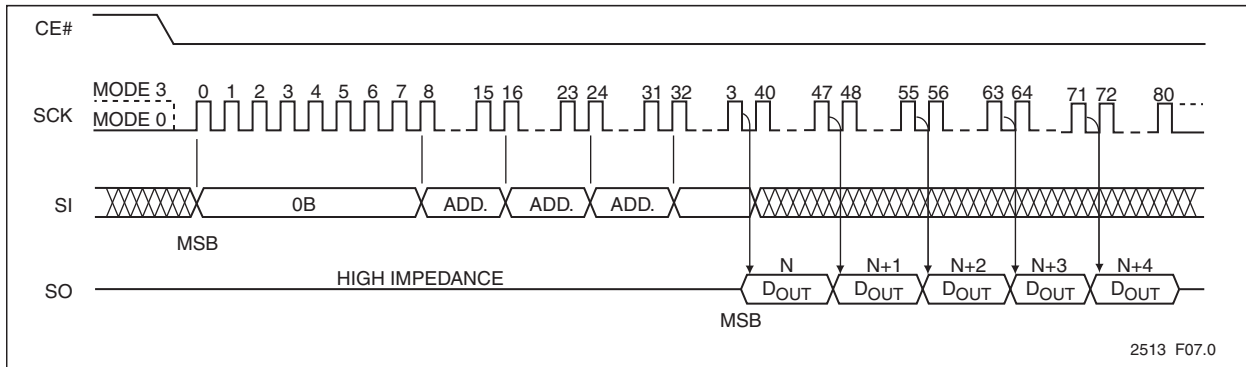 CE#
MODE 3
MODE 0
SCK
0 1 2 3 4 5 6 7 8 15 16 23 24 31 32 3 40 47 48 55 56 63 64 71 72 80
SI
0B
ADD.
ADD.
ADD.
MSB
SO
HIGH IMPEDANCE
N
N+1
N+2
N+3
N+4
DOUT
DOUT
DOUT
DOUT
DOUT
MSB
2513 F07.0